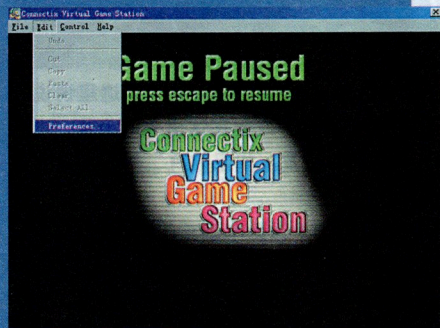 Connectix Virtual Game Station
File Edit Control Help
Undo
Cut
Copy
Paste
Clear
Select All
Preferences...
Game Paused
press escape to resume
Connectix
Virtual
Game
Station